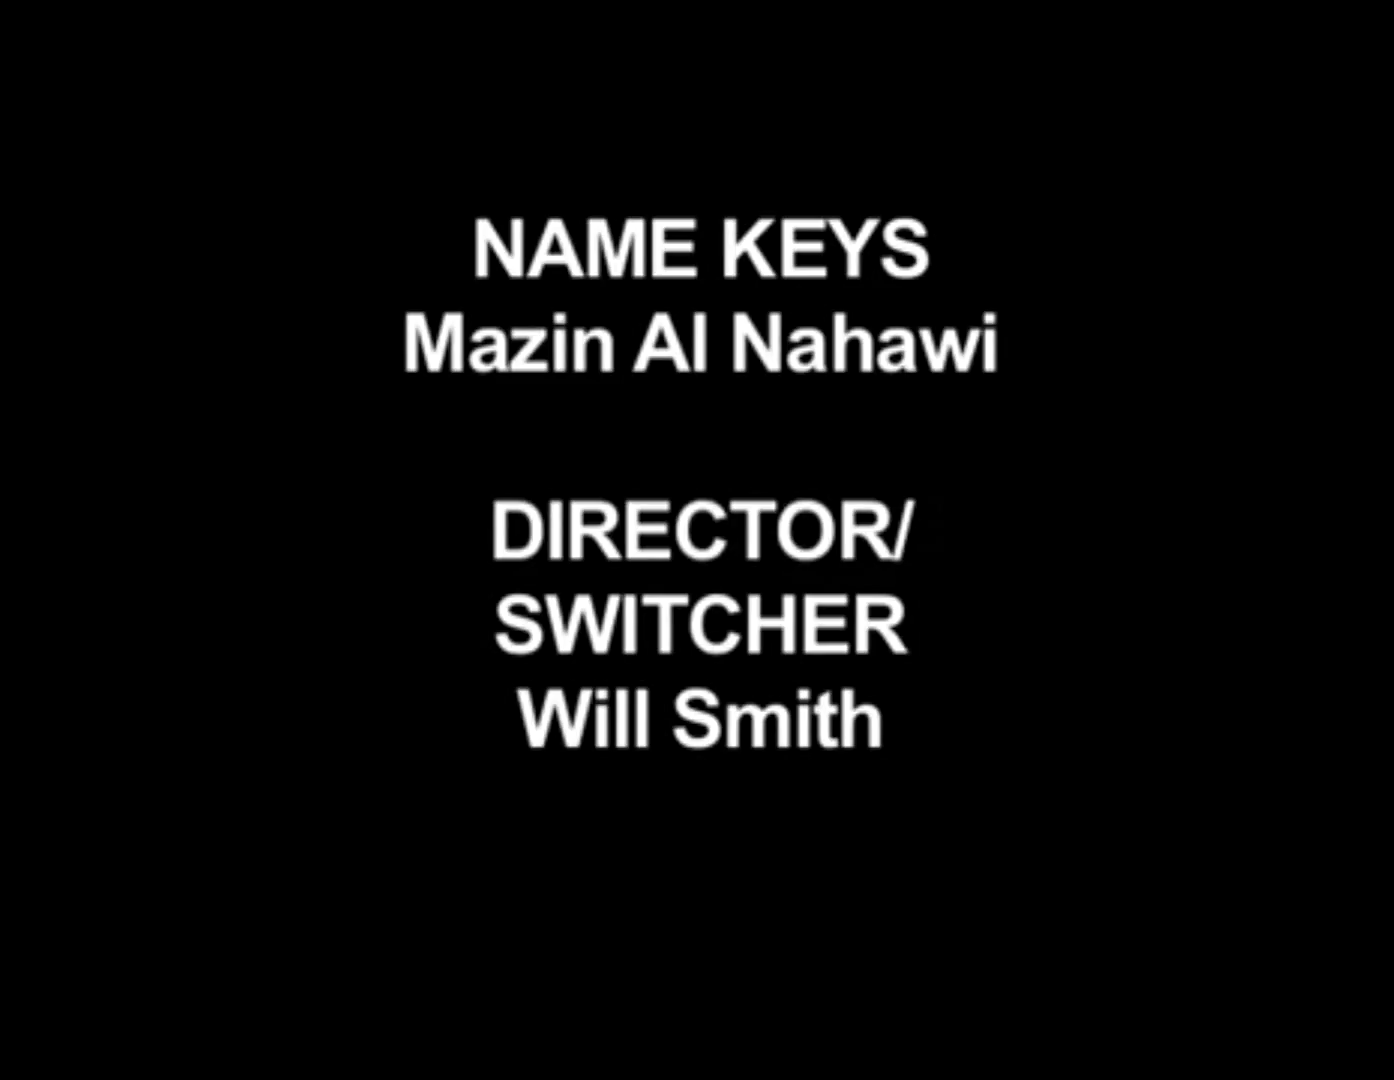 NAME KEYS
Mazin Al Nahawi
DIRECTOR/
SWITCHER
Will Smith